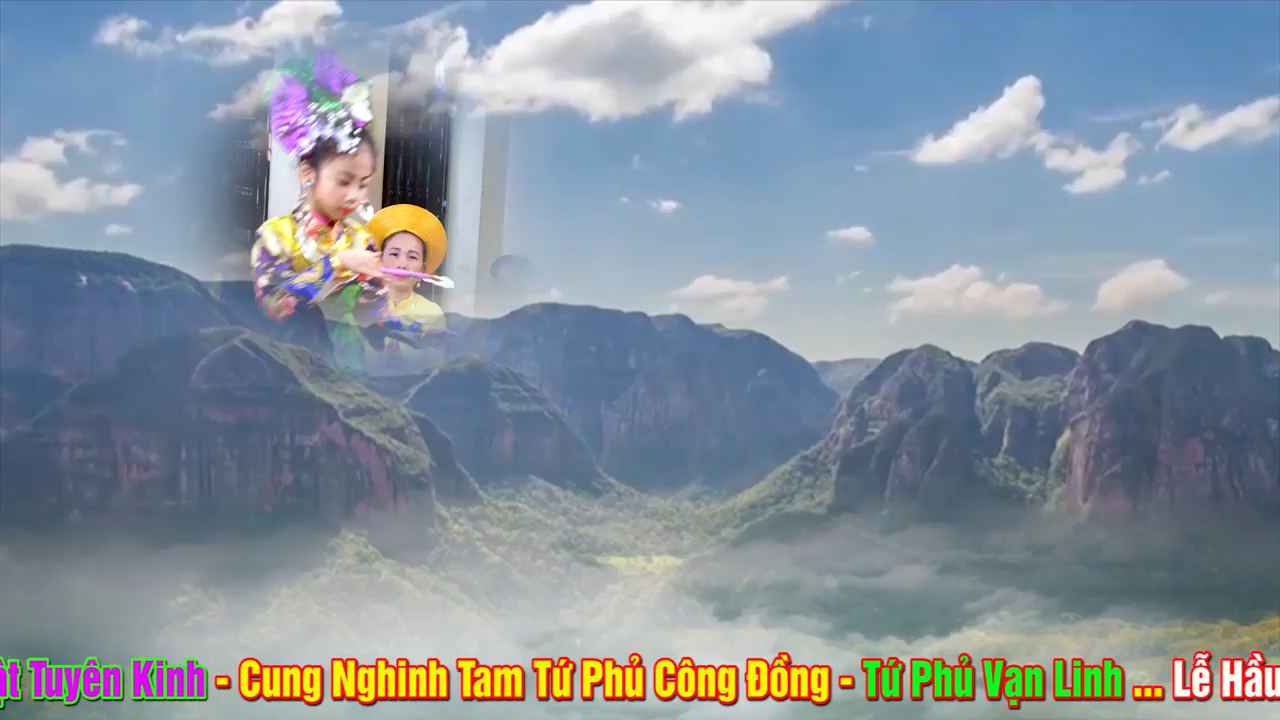 Tuyên Kinh - Cung Nghinh Tam Tứ Phủ Công Đồng - Tứ Phủ Vạn Linh ... Lễ Hầu